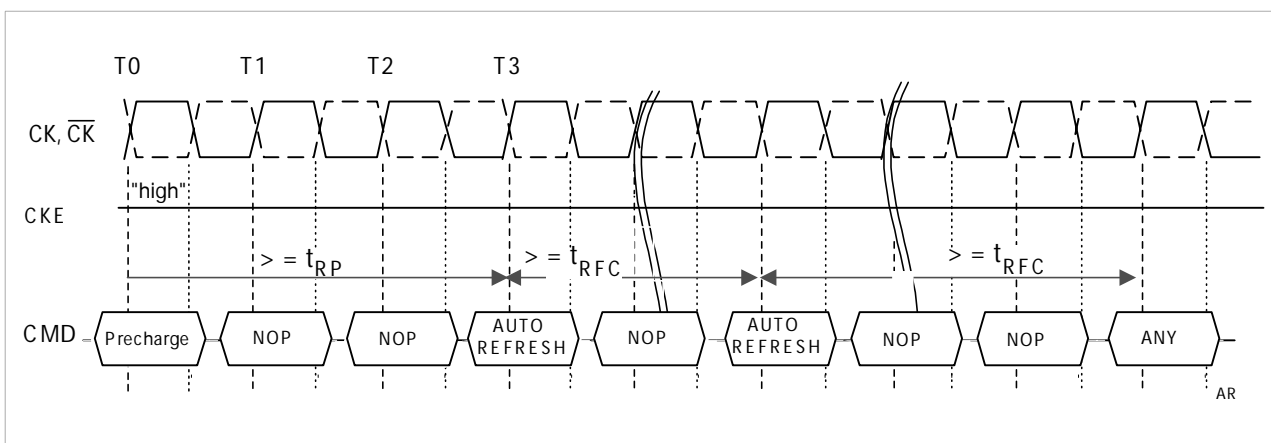 T0 T1 T2 T3
CK, CK
"high"
CKE
> = tRP > = tRFC > = tRFC
CMD Precharge NOP NOP AUTO REFRESH NOP AUTO REFRESH NOP NOP ANY
AR